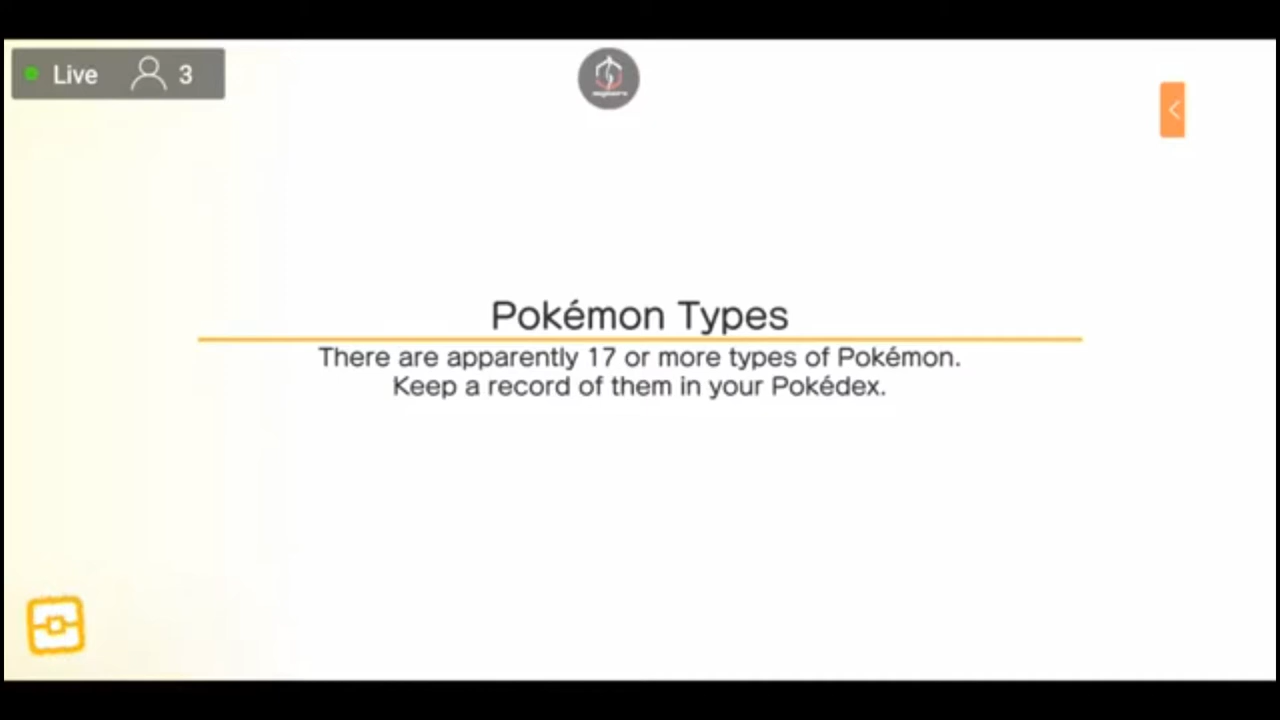 Live 3
Pokémon Types
There are apparently 17 or more types of Pokémon.
Keep a record of them in your Pokédex.